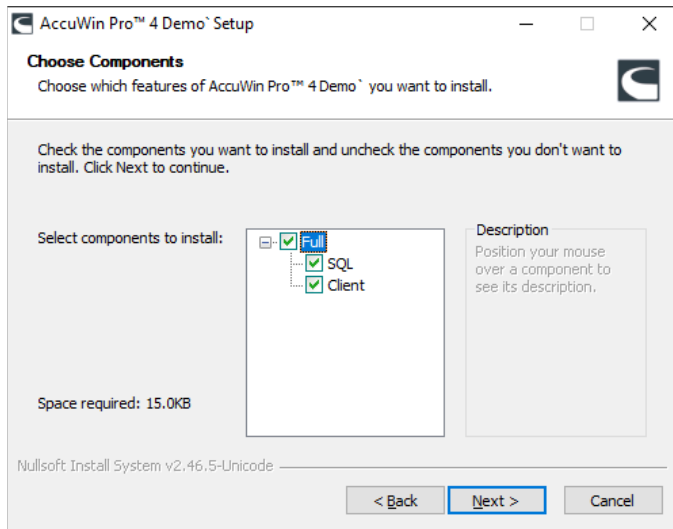 AccuWin Pro™ 4 Demo` Setup
Choose Components
Choose which features of AccuWin Pro™ 4 Demo` you want to install.
Check the components you want to install and uncheck the components you don't want to
install. Click Next to continue.
Select components to install:
Full
SQL
Client
Description
Position your mouse
over a component to
see its description.
Space required: 15.0KB
Nullsoft Install System v2.46.5-Unicode
< Back
Next >
Cancel